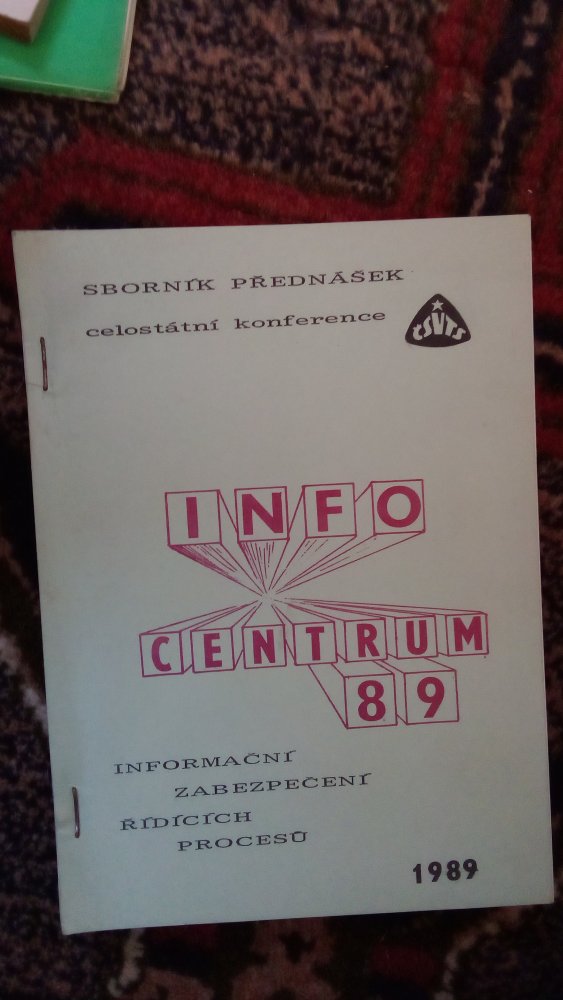 SBORNÍK PŘEDNÁŠEK
celostátní konference
ČSVTS
INFO
CENTRUM
89
INFORMAČNÍ
ZABEZPEČENÍ
ŘÍDÍCÍCH
PROCESŮ
1989